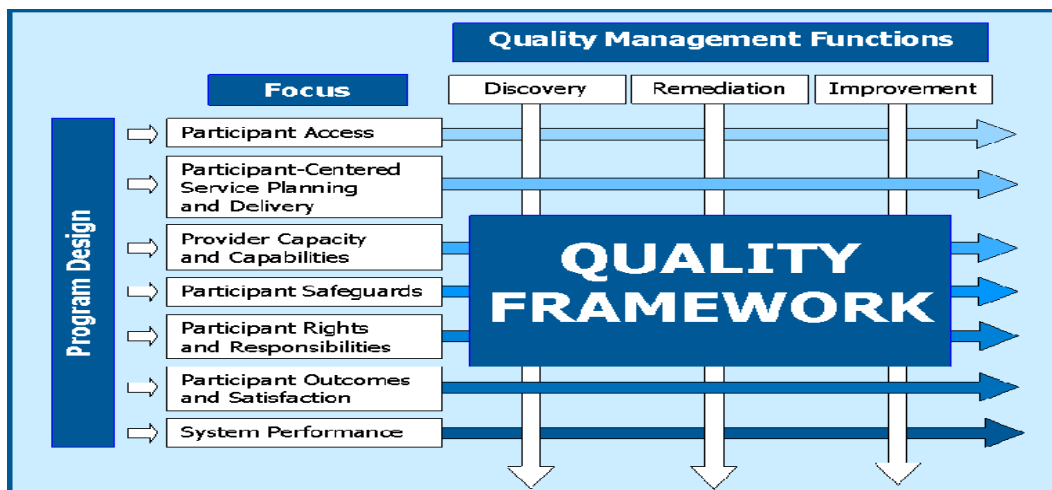 Quality Management Functions
Focus
Discovery
Remediation
Improvement
Program Design
Participant Access
Participant-Centered
Service Planning
and Delivery
Provider Capacity
and Capabilities
Participant Safeguards
Participant Rights
and Responsibilities
Participant Outcomes
and Satisfaction
System Performance
QUALITY
FRAMEWORK